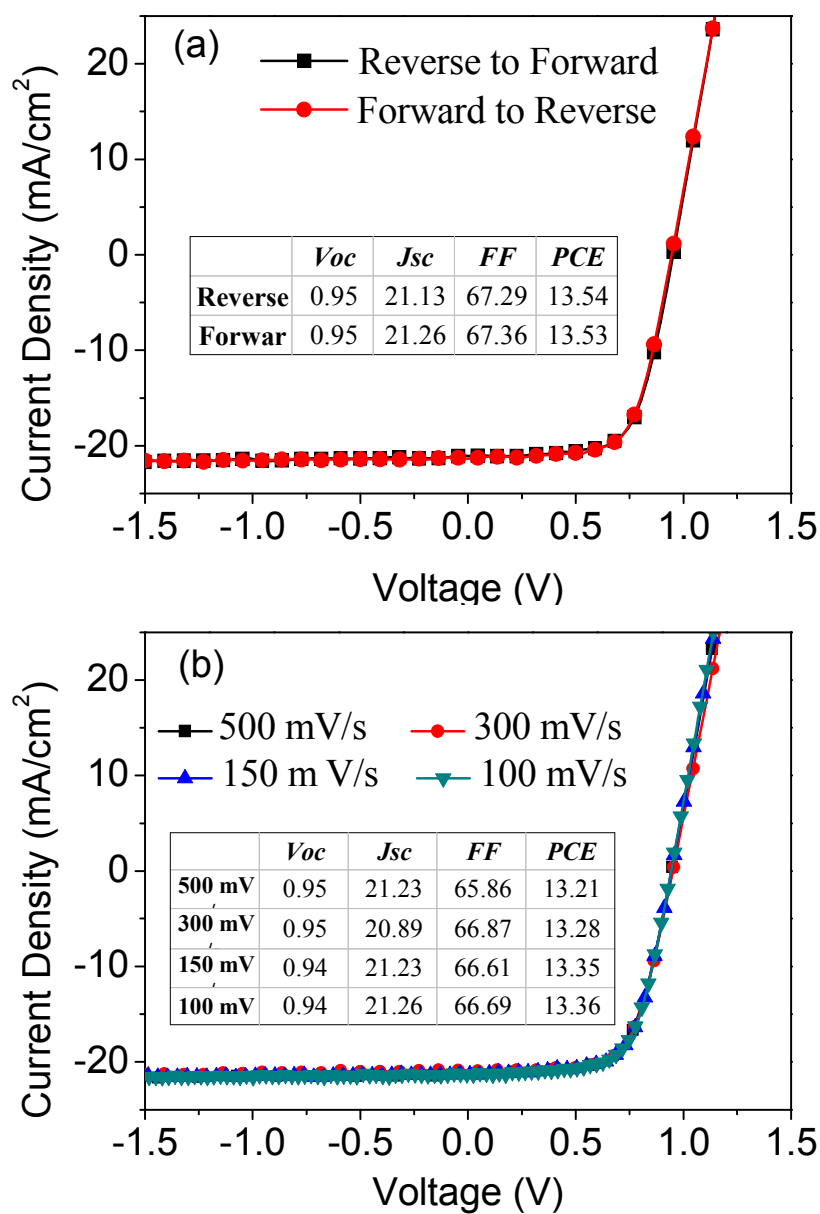 (a)
Reverse to Forward
Forward to Reverse
Voc Jsc FF PCE
Reverse 0.95 21.13 67.29 13.54
Forwar 0.95 21.26 67.36 13.53
Current Density (mA/cm²)
20
10
0
-10
-20
-1.5 -1.0 -0.5 0.0 0.5 1.0 1.5
Voltage (V)
(b)
500 mV/s 300 mV/s
150 m V/s 100 mV/s
Voc Jsc FF PCE
500 mV 0.95 21.23 65.86 13.21
300 mV 0.95 20.89 66.87 13.28
150 mV 0.94 21.23 66.61 13.35
100 mV 0.94 21.26 66.69 13.36
Current Density (mA/cm²)
20
10
0
-10
-20
-1.5 -1.0 -0.5 0.0 0.5 1.0 1.5
Voltage (V)